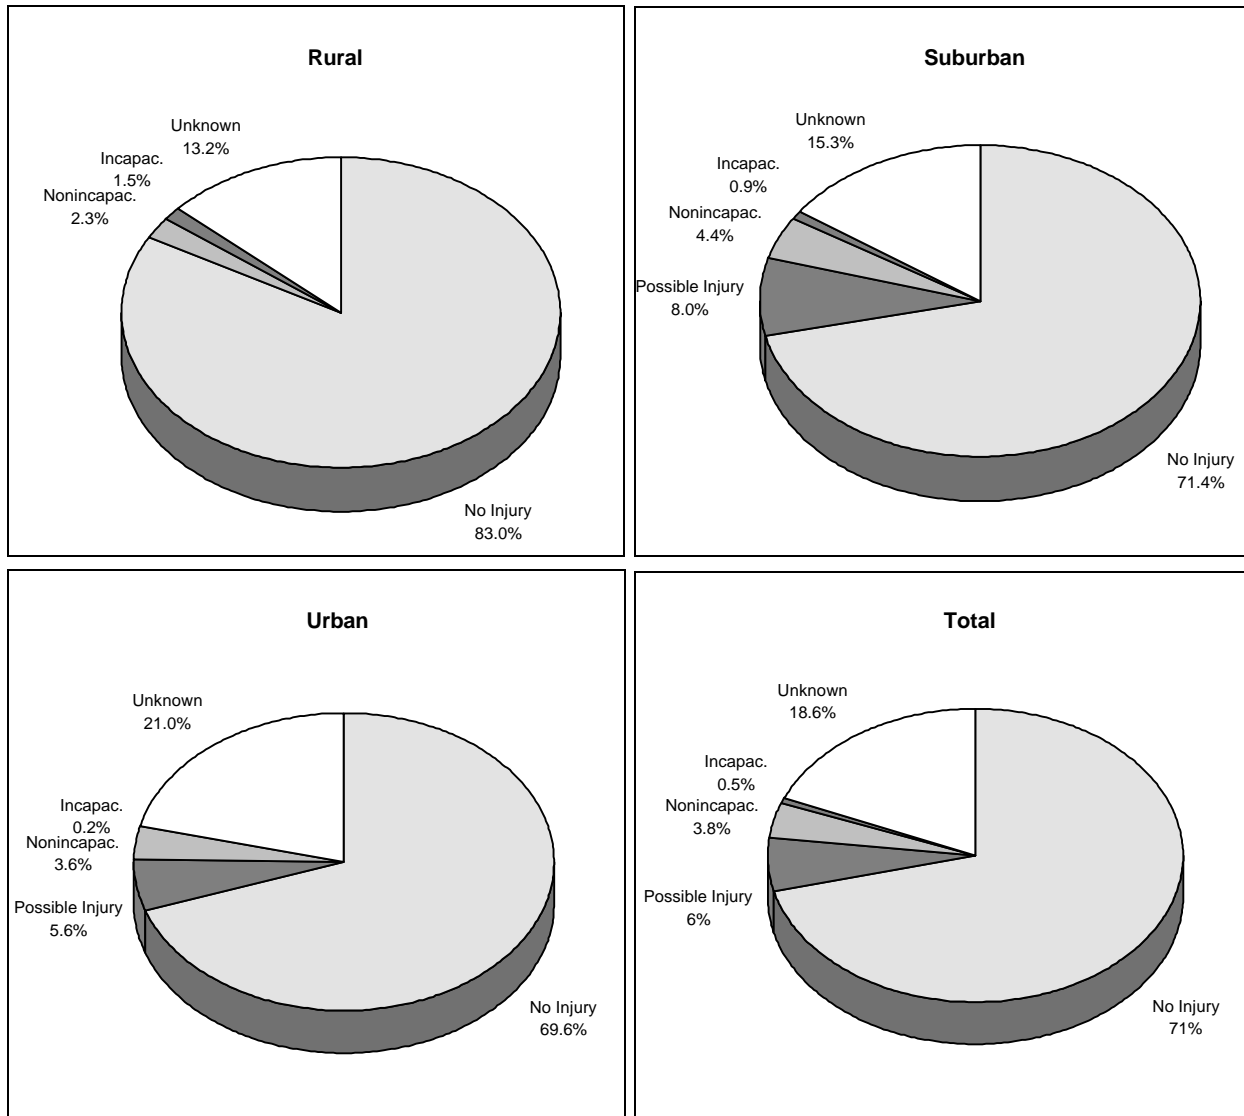 Rural
Unknown
13.2%
Incapac.
1.5%
Nonincapac.
2.3%
No Injury
83.0%
Suburban
Unknown
15.3%
Incapac.
0.9%
Nonincapac.
4.4%
Possible Injury
8.0%
No Injury
71.4%
Urban
Unknown
21.0%
Incapac.
0.2%
Nonincapac.
3.6%
Possible Injury
5.6%
No Injury
69.6%
Total
Unknown
18.6%
Incapac.
0.5%
Nonincapac.
3.8%
Possible Injury
6%
No Injury
71%